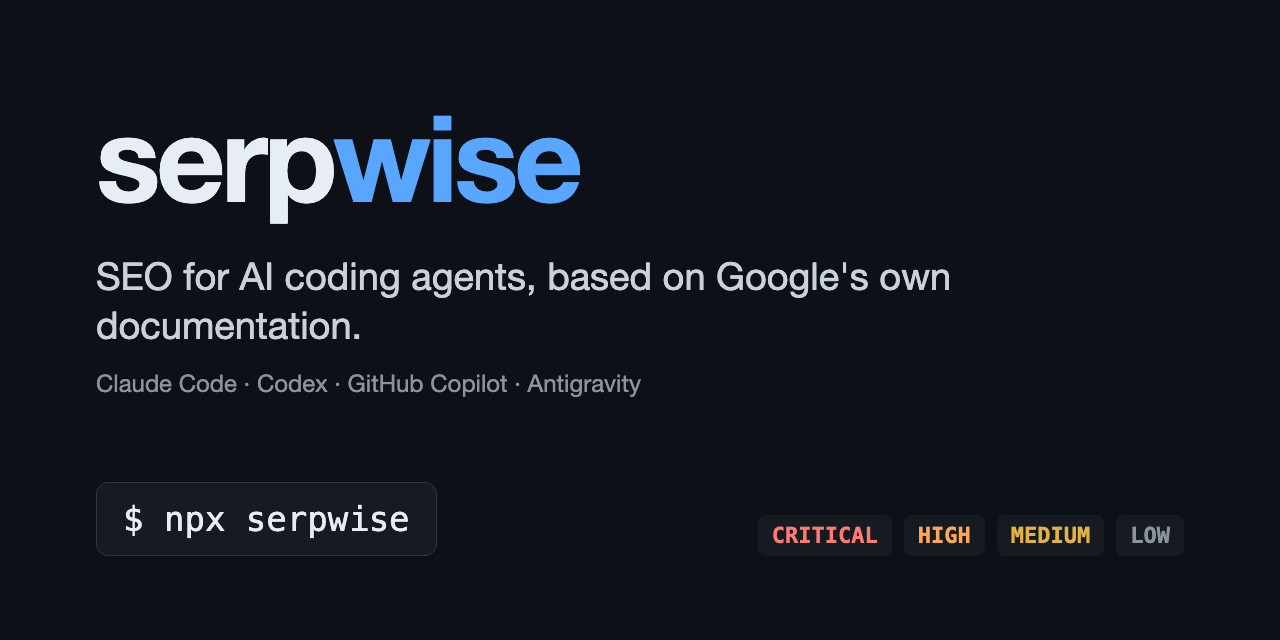 serpwise
SEO for AI coding agents, based on Google's own
documentation.
Claude Code · Codex · GitHub Copilot · Antigravity
$ npx serpwise
CRITICAL HIGH MEDIUM LOW